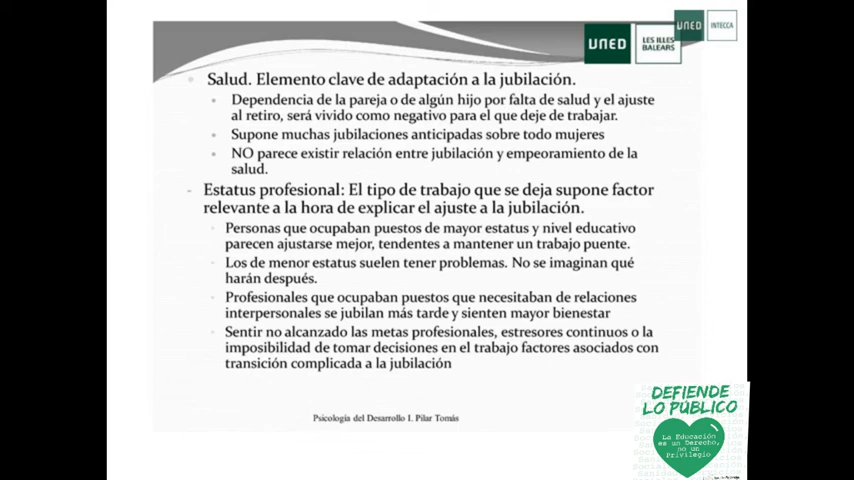 UNED
INTECCA
UNED
LES ILLES
BALEARS
Salud. Elemento clave de adaptación a la jubilación.
Dependencia de la pareja o de algún hijo por falta de salud y el ajuste
al retiro, será vivido como negativo para el que deje de trabajar.
Supone muchas jubilaciones anticipadas sobre todo mujeres
NO parece existir relación entre jubilación y empeoramiento de la
salud.
- Estatus profesional: El tipo de trabajo que se deja supone factor
relevante a la hora de explicar el ajuste a la jubilación.
Personas que ocupaban puestos de mayor estatus y nivel educativo
parecen ajustarse mejor, tendentes a mantener un trabajo puente.
Los de menor estatus suelen tener problemas. No se imaginan qué
harán después.
Profesionales que ocupaban puestos que necesitaban de relaciones
interpersonales se jubilan más tarde y sienten mayor bienestar
Sentir no alcanzado las metas profesionales, estresores continuos o la
imposibilidad de tomar decisiones en el trabajo factores asociados con
transición complicada a la jubilación
Psicología del Desarrollo I. Pilar Tomás
DEFIENDE
LO PÚBLICO
La Educación
es un Derecho,
no un
Privilegio